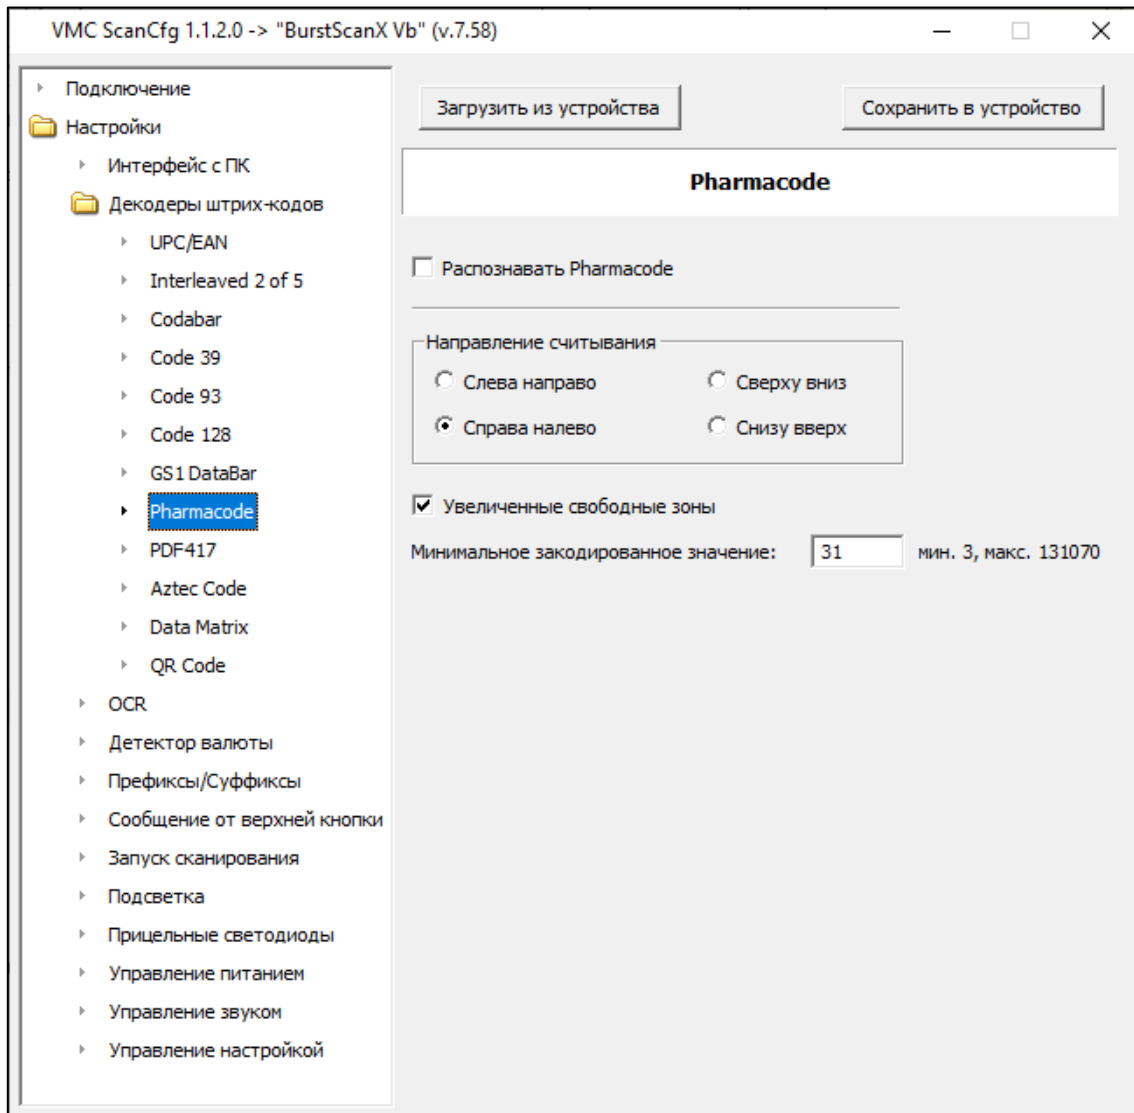 VMC ScanCfg 1.1.2.0 -> "BurstScanX Vb" (v.7.58)
Подключение
Настройки
Интерфейс с ПК
Декодеры штрих-кодов
UPC/EAN
Interleaved 2 of 5
Codabar
Code 39
Code 93
Code 128
GS1 DataBar
Pharmacode
PDF417
Aztec Code
Data Matrix
QR Code
OCR
Детектор валюты
Префиксы/Суффиксы
Сообщение от верхней кнопки
Запуск сканирования
Подсветка
Прицельные светодиоды
Управление питанием
Управление звуком
Управление настройкой
Загрузить из устройства
Сохранить в устройство
Pharmacode
Распознавать Pharmacode
Направление считывания
Слева направо
Сверху вниз
Справа налево
Снизу вверх
Увеличенные свободные зоны
Минимальное закодированное значение: 31 мин. 3, макс. 131070